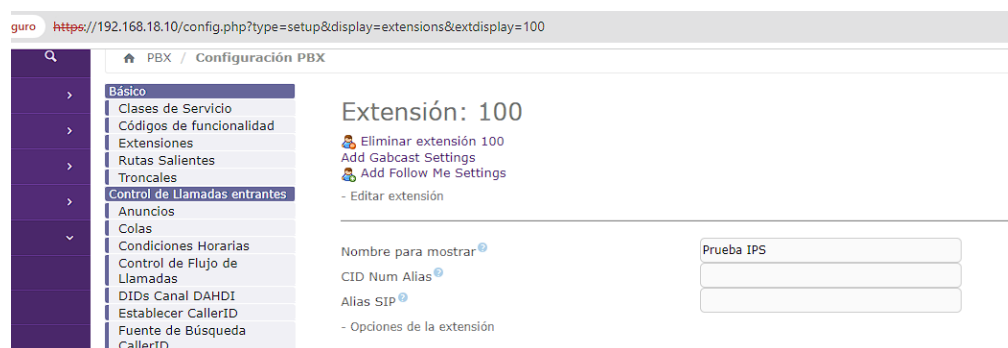 guro https://192.168.18.10/config.php?type=setup&display=extensions&extdisplay=100
PBX / Configuración PBX
Básico
Clases de Servicio
Códigos de funcionalidad
Extensiones
Rutas Salientes
Troncales
Control de Llamadas entrantes
Anuncios
Colas
Condiciones Horarias
Control de Flujo de
Llamadas
DIDs Canal DAHDI
Establecer CallerID
Fuente de Búsqueda
CallerID
Extensión: 100
Eliminar extensión 100
Add Gabcast Settings
Add Follow Me Settings
- Editar extensión
Nombre para mostrar? Prueba IPS
CID Num Alias?
Alias SIP?
- Opciones de la extensión